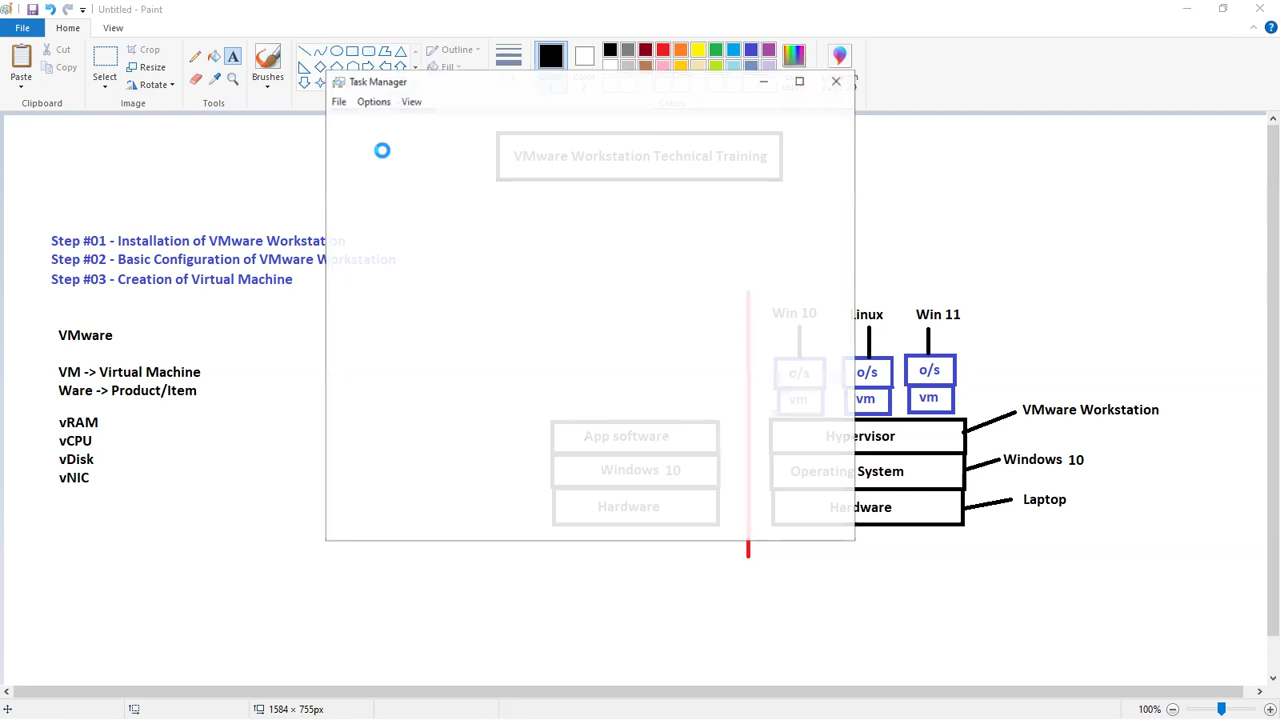 Untitled - Paint
File
Home
View
Paste
Cut
Copy
Clipboard
Select
Crop
Resize
Rotate
Image
Tools
Brushes
Outline
Fill
Colors
Task Manager
File Options View
VMware Workstation Technical Training
Step #01 - Installation of VMware Workstation
Step #02 - Basic Configuration of VMware Workstation
Step #03 - Creation of Virtual Machine
VMware
VM -> Virtual Machine
Ware -> Product/Item
vRAM
vCPU
vDisk
vNIC
App software
Windows 10
Hardware
Win 10
Linux
Win 11
o/s
o/s
o/s
vm
vm
vm
Hypervisor
Operating System
Hardware
VMware Workstation
Windows 10
Laptop
1584 × 755px
100%